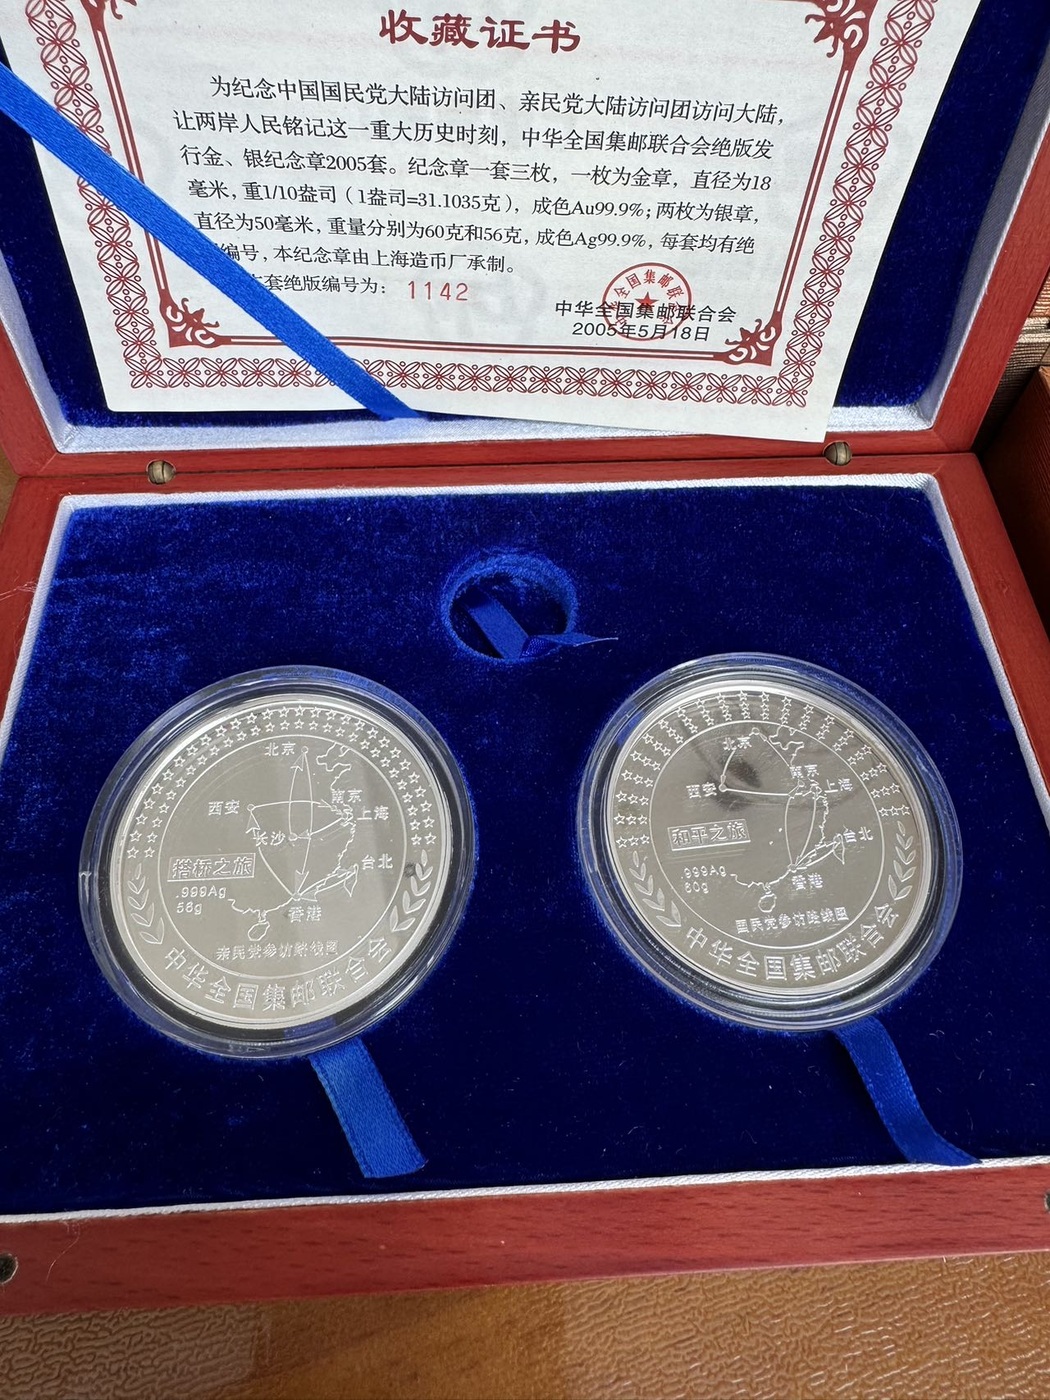 收藏证书
为纪念中国国民党大陆访问团、亲民党大陆访问团访问大陆，
让两岸人民铭记这一重大历史时刻，中华全国集邮联合会绝版发
行金、银纪念章2005套。纪念章一套三枚，一枚为金章，直径为18
毫米，重1/10盎司（1盎司=31.1035克），成色Au99.9%；两枚为银章，
直径为50毫米，重量分别为60克和56克，成色Ag99.9%，每套均有绝
编号，本纪念章由上海造币厂承制。
套绝版编号为：1142
中华全国集邮联合会
2005年5月18日
北京
西安
南京
上海
长沙
搭桥之旅
台北
.999Ag
56g
香港
亲民党参访路线图
中华全国集邮联合会
北京
南京
西安
上海
和平之旅
台北
.999Ag
60g
香港
国民党参访路线图
中华全国集邮联合会